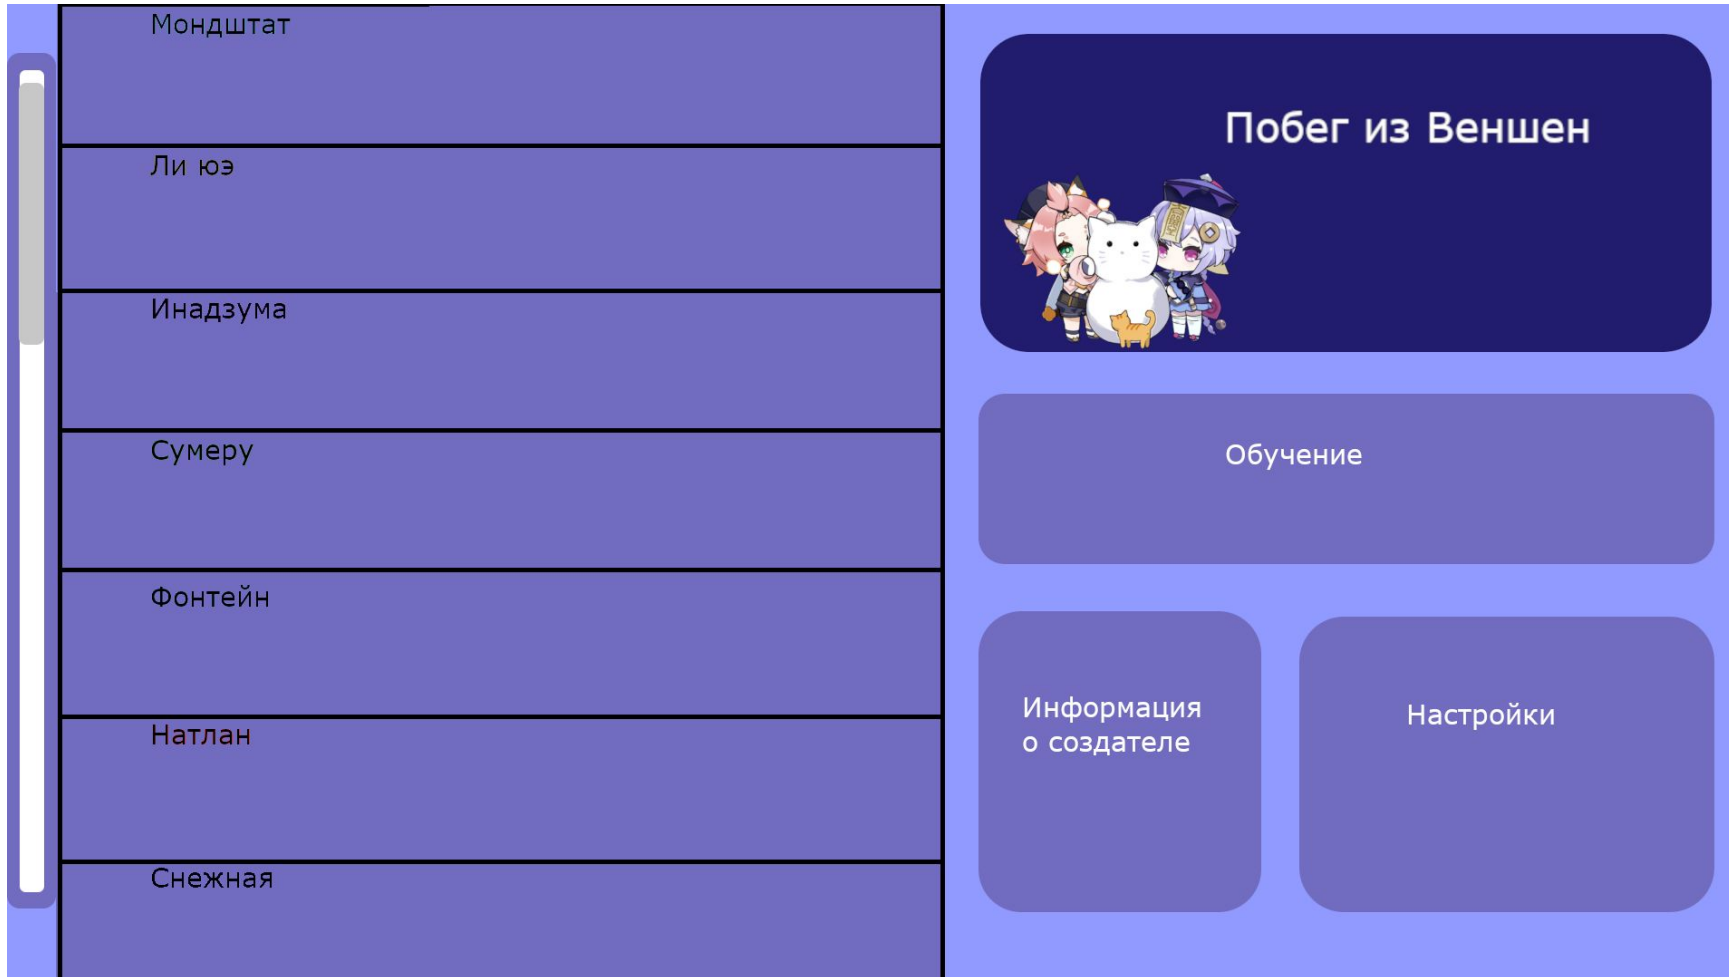 Мондштат
Ли юэ
Инадзума
Сумеру
Фонтейн
Натлан
Снежная
Побег из Веншен
Обучение
Информация
о создателе
Настройки